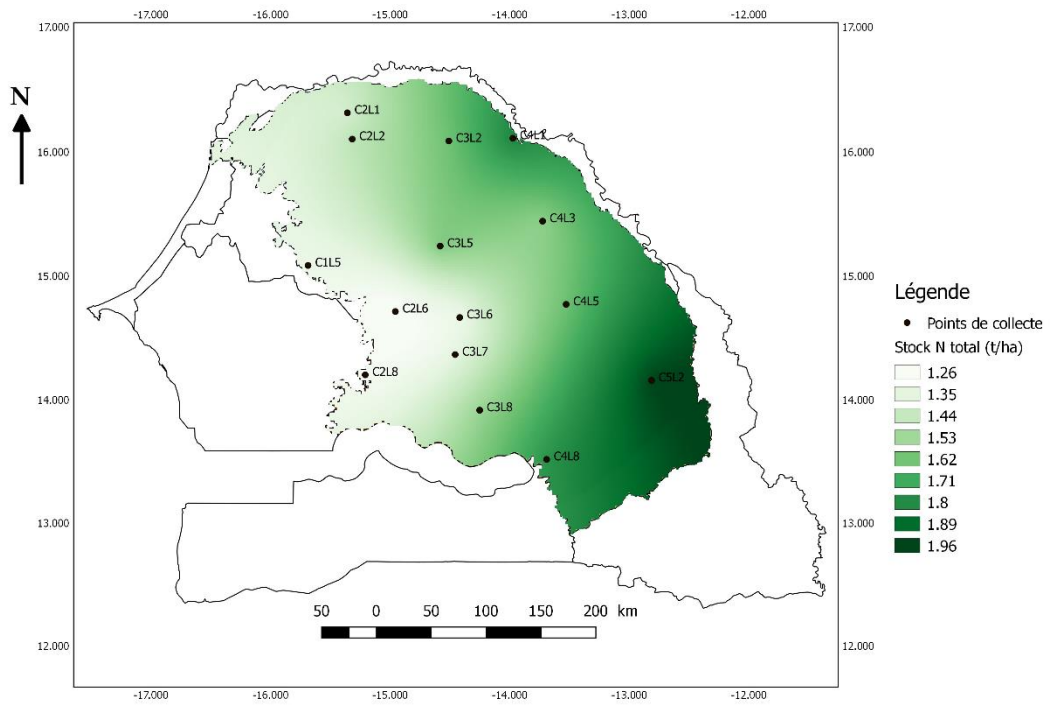 -17.000 -16.000 -15.000 -14.000 -13.000 -12.000
17.000 17.000
N
C2L1
C2L2 C3L2 C4L1
16.000 16.000
C4L3
C3L5
C1L5
15.000 15.000
C2L6 C3L6 C4L5
C3L7
C2L8 C5L2
14.000 14.000
C3L8
C4L8
13.000 13.000
50 0 50 100 150 200 km
12.000 12.000
-17.000 -16.000 -15.000 -14.000 -13.000 -12.000
Légende
Points de collecte
Stock N total (t/ha)
1.26
1.35
1.44
1.53
1.62
1.71
1.8
1.89
1.96